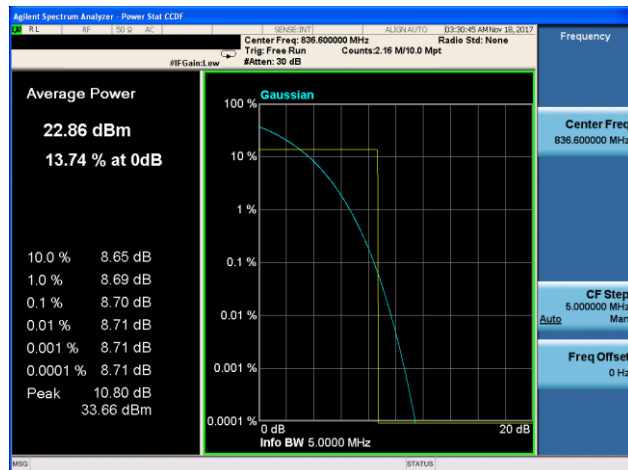 Agilent Spectrum Analyzer - Power Stat CCDF
RL RF 50 Ω AC SENSE:INT ALIGN AUTO 03:30:45 AM Nov 18, 2017
Center Freq: 836.600000 MHz Radio Std: None
Trig: Free Run Counts:2.16 M/10.0 Mpt
#IFGain:Low #Atten: 30 dB
Frequency
Average Power
22.86 dBm
13.74 % at 0dB
10.0 % 8.65 dB
1.0 % 8.69 dB
0.1 % 8.70 dB
0.01 % 8.71 dB
0.001 % 8.71 dB
0.0001 % 8.71 dB
Peak 10.80 dB
33.66 dBm
Gaussian
100 %
10 %
1 %
0.1 %
0.01 %
0.001 %
0.0001 %
0 dB 20 dB
Info BW 5.0000 MHz
Center Freq
836.600000 MHz
CF Step
5.000000 MHz
Auto Man
Freq Offset
0 Hz
MSG STATUS